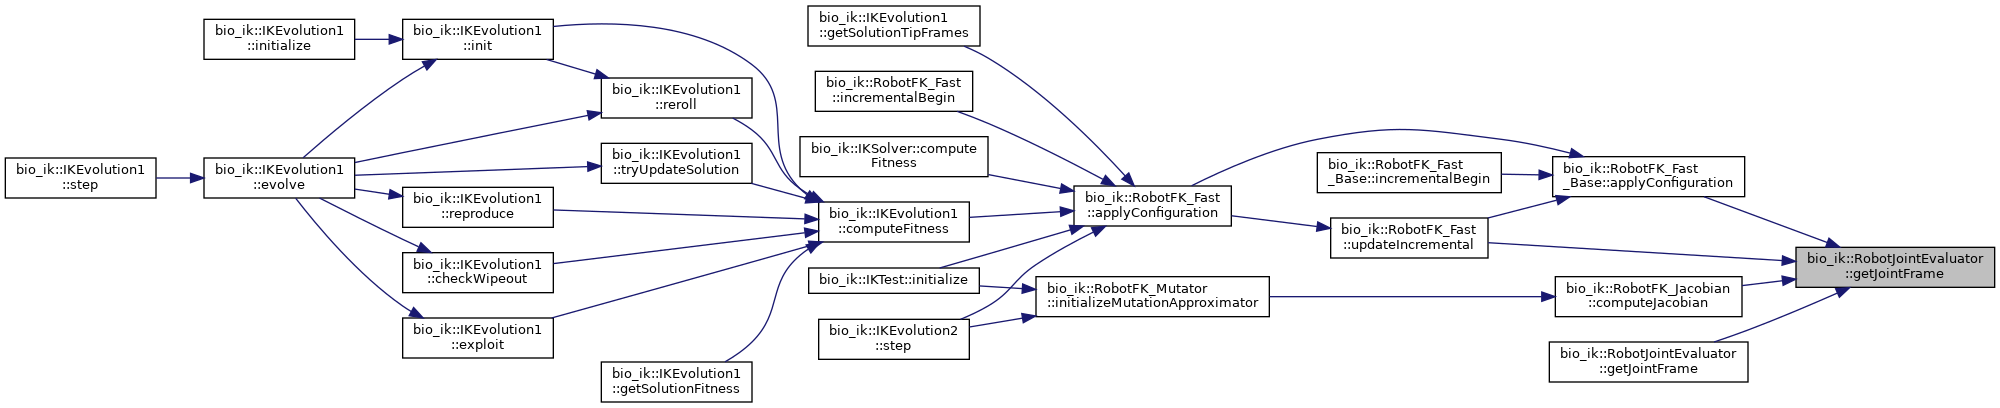 bio_ik::IKEvolution1
::step
bio_ik::IKEvolution1
::initialize
bio_ik::IKEvolution1
::evolve
bio_ik::IKEvolution1
::init
bio_ik::IKEvolution1
::reproduce
bio_ik::IKEvolution1
::checkWipeout
bio_ik::IKEvolution1
::exploit
bio_ik::IKEvolution1
::reroll
bio_ik::IKEvolution1
::tryUpdateSolution
bio_ik::IKEvolution1
::getSolutionFitness
bio_ik::IKEvolution1
::getSolutionTipFrames
bio_ik::RobotFK_Fast
::incrementalBegin
bio_ik::IKSolver::compute
Fitness
bio_ik::IKEvolution1
::computeFitness
bio_ik::IKTest::initialize
bio_ik::IKEvolution2
::step
bio_ik::RobotFK_Fast
::applyConfiguration
bio_ik::RobotFK_Mutator
::initializeMutationApproximator
bio_ik::RobotFK_Fast
_Base::incrementalBegin
bio_ik::RobotFK_Fast
::updateIncremental
bio_ik::RobotFK_Fast
_Base::applyConfiguration
bio_ik::RobotFK_Jacobian
::computeJacobian
bio_ik::RobotJointEvaluator
::getJointFrame
bio_ik::RobotJointEvaluator
::getJointFrame